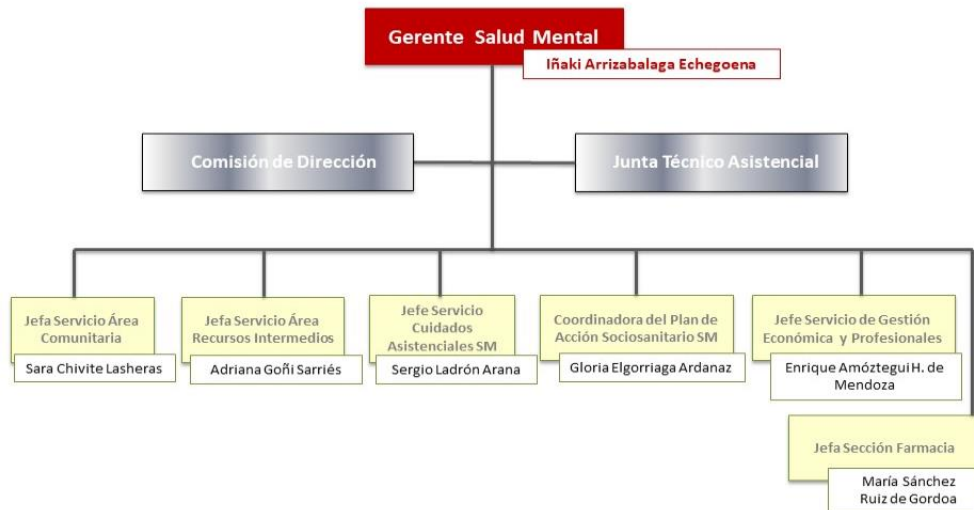 Gerente Salud Mental
Iñaki Arrizabalaga Echegoena
Comisión de Dirección
Junta Técnico Asistencial
Jefa Servicio Área
Comunitaria
Sara Chivite Lasheras
Jefa Servicio Área
Recursos Intermedios
Adriana Goñi Sarriés
Jefe Servicio
Cuidados
Asistenciales SM
Sergio Ladrón Arana
Coordinadora del Plan de
Acción Sociosanitario SM
Gloria Elgorriaga Ardanaz
Jefe Servicio de Gestión
Económica y Profesionales
Enrique Amóztegui H. de
Mendoza
Jefa Sección Farmacia
María Sánchez
Ruiz de Gordoa